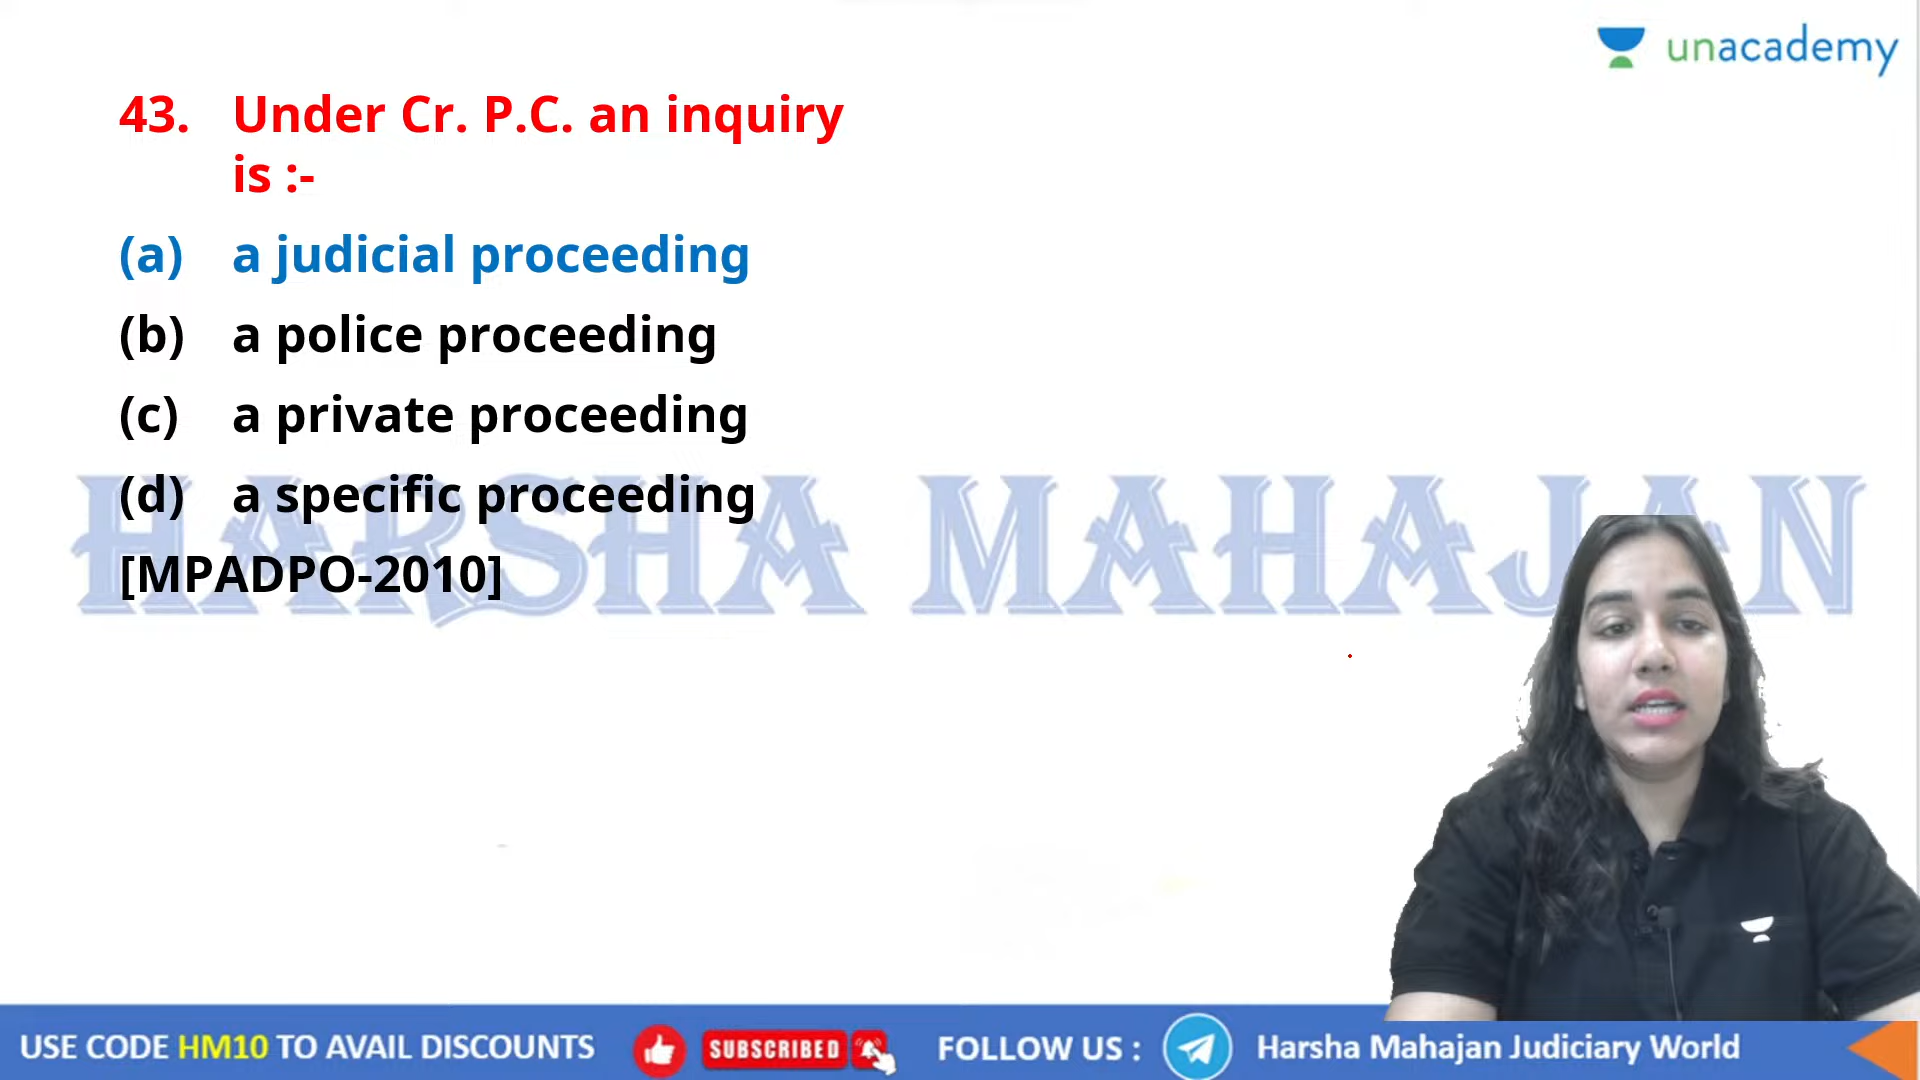 unacademy
43. Under Cr. P.C. an inquiry
is :-
(a) a judicial proceeding
(b) a police proceeding
(c) a private proceeding
(d) a specific proceeding
HARSHA MAHAJAN
[MPADPO-2010]
USE CODE HM10 TO AVAIL DISCOUNTS
SUBSCRIBED
FOLLOW US :
Harsha Mahajan Judiciary World